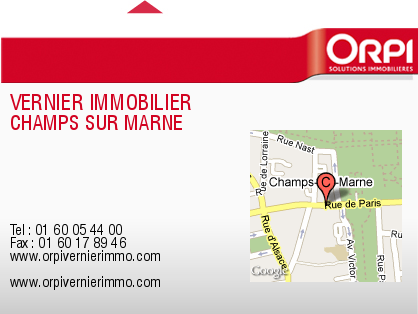 ORPI
SOLUTIONS IMMOBILIÈRES
VERNIER IMMOBILIER
CHAMPS SUR MARNE
Rue Nast
Rue de Lorraine
Champs- -Marne
C
Rue de Paris
Rue d'Alsace
Av. Victor
Google
Tel : 01 60 05 44 00
Fax : 01 60 17 89 46
www.orpivernierimmo.com
www.orpivernierimmo.com